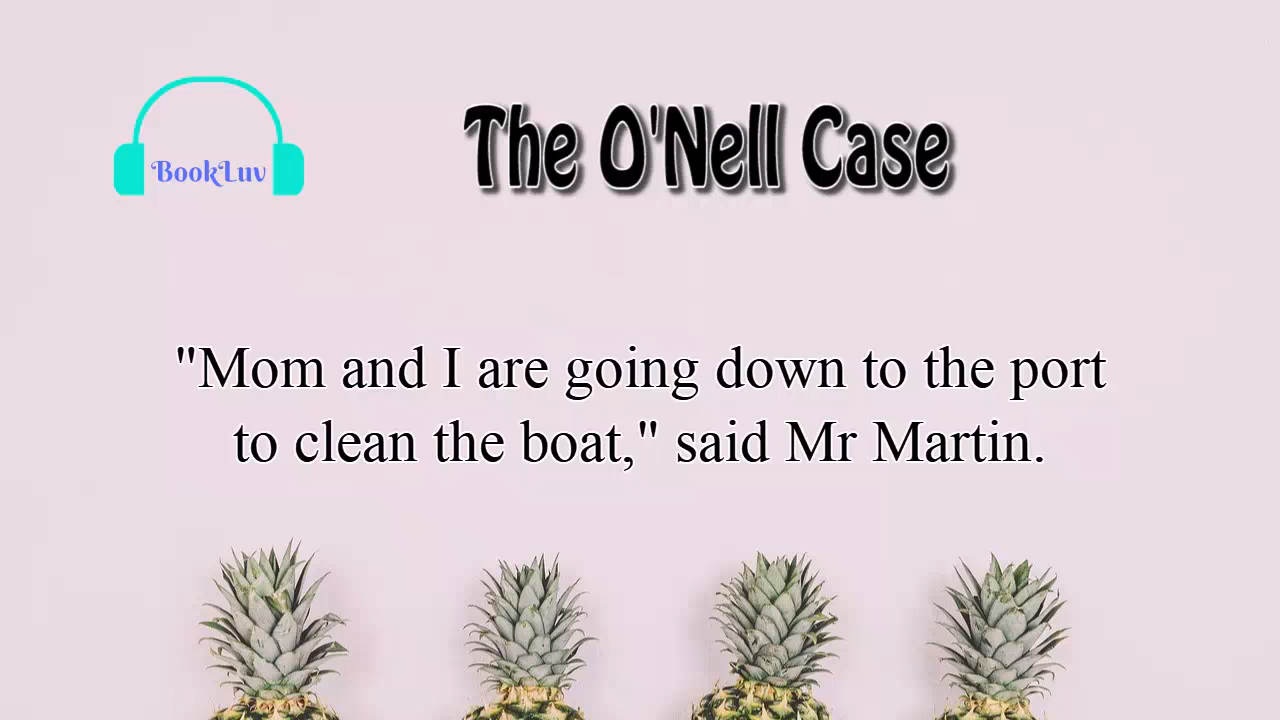 BookLuv
The O'Nell Case
"Mom and I are going down to the port
to clean the boat," said Mr Martin.